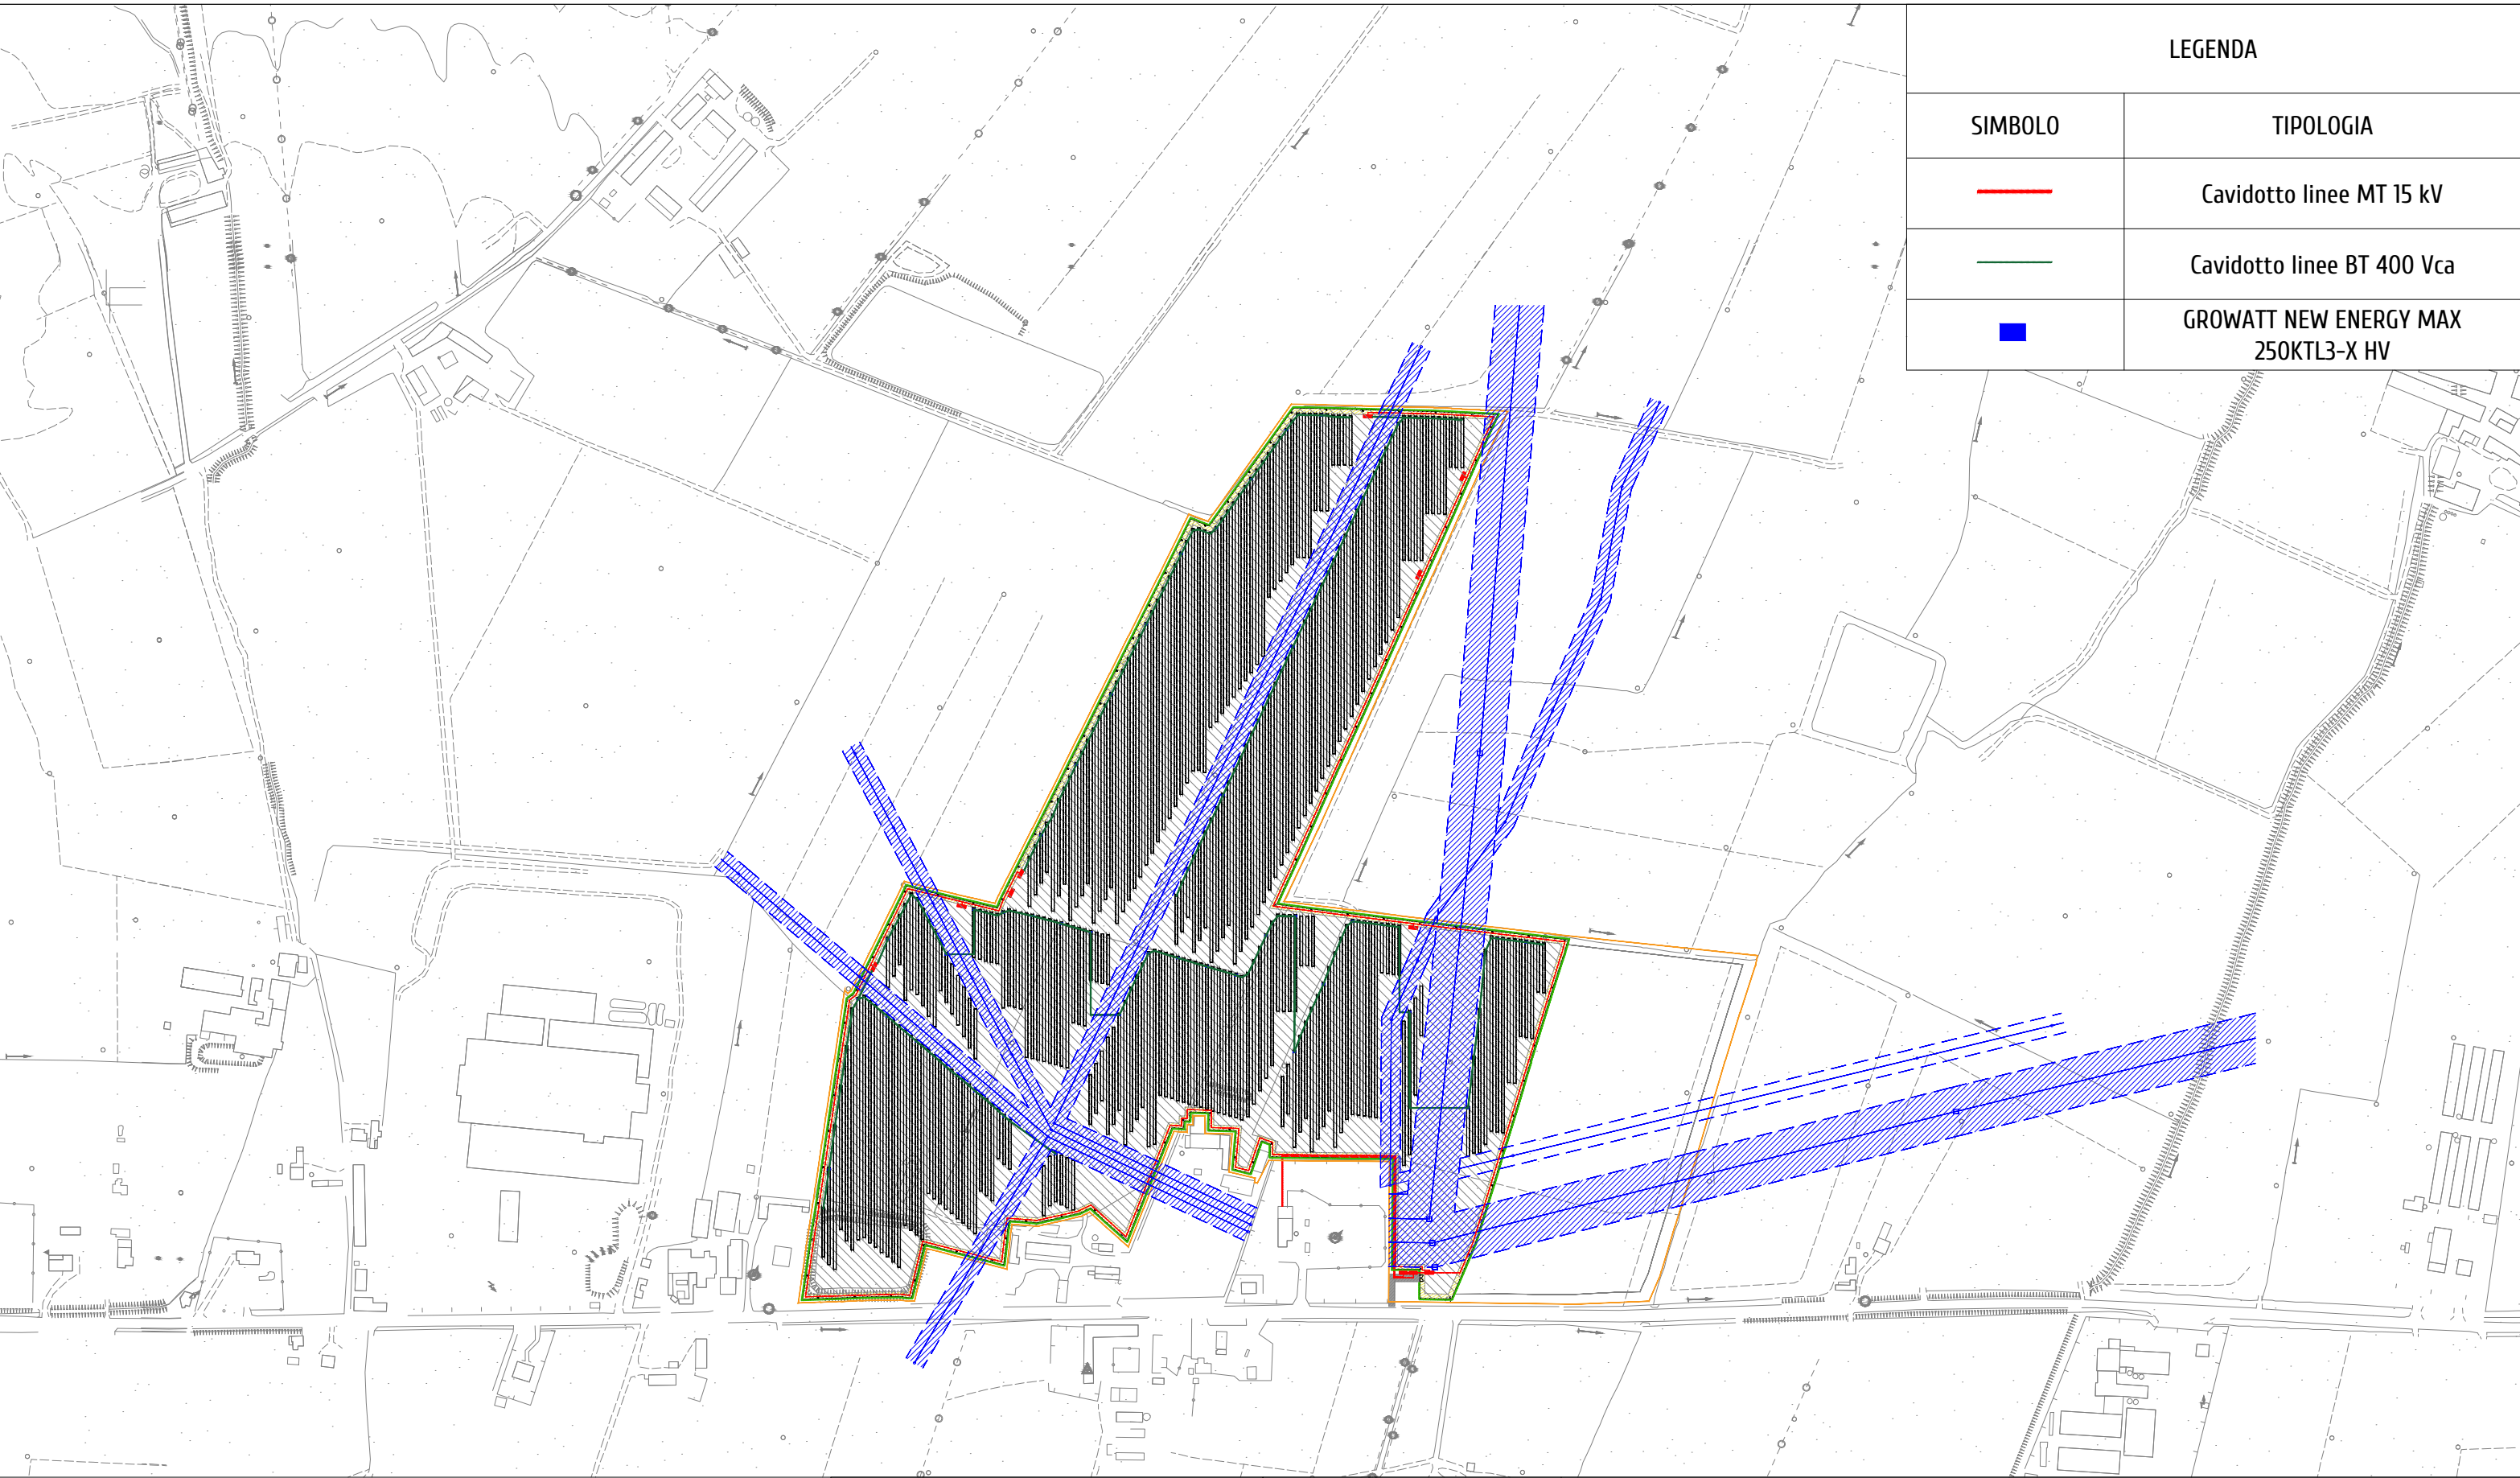 LEGENDA
SIMBOLO
TIPOLOGIA
Cavidotto linee MT 15 kV
Cavidotto linee BT 400 Vca
GROWATT NEW ENERGY MAX
250KTL3-X HV